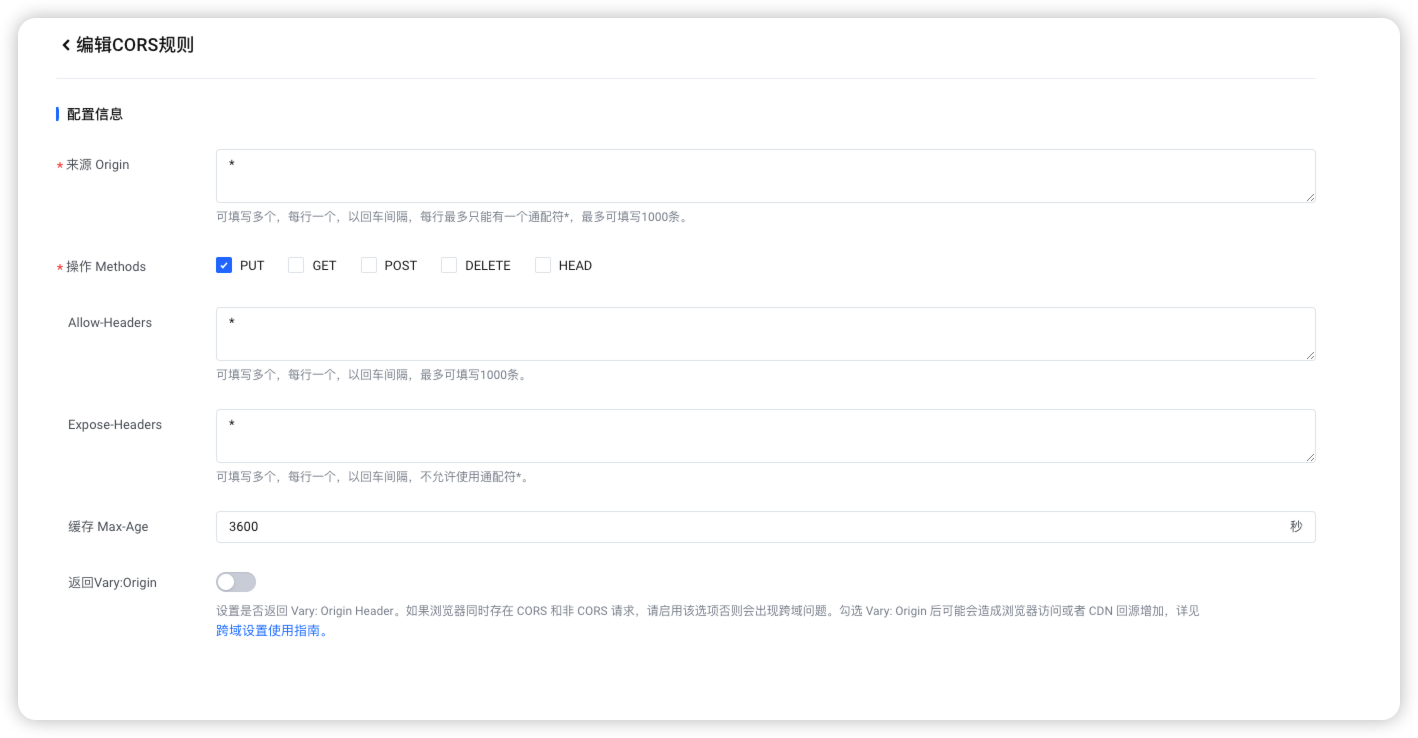 编辑CORS规则
配置信息
* 来源 Origin
*
可填写多个，每行一个，以回车间隔，每行最多只能有一个通配符*，最多可填写1000条。
* 操作 Methods
PUT GET POST DELETE HEAD
Allow-Headers
*
可填写多个，每行一个，以回车间隔，最多可填写1000条。
Expose-Headers
*
可填写多个，每行一个，以回车间隔，不允许使用通配符*。
缓存 Max-Age
3600 秒
返回Vary:Origin
设置是否返回 Vary: Origin Header。如果浏览器同时存在 CORS 和非 CORS 请求，请启用该选项否则会出现跨域问题。勾选 Vary: Origin 后可能会造成浏览器访问或者 CDN 回源增加，详见
跨域设置使用指南。